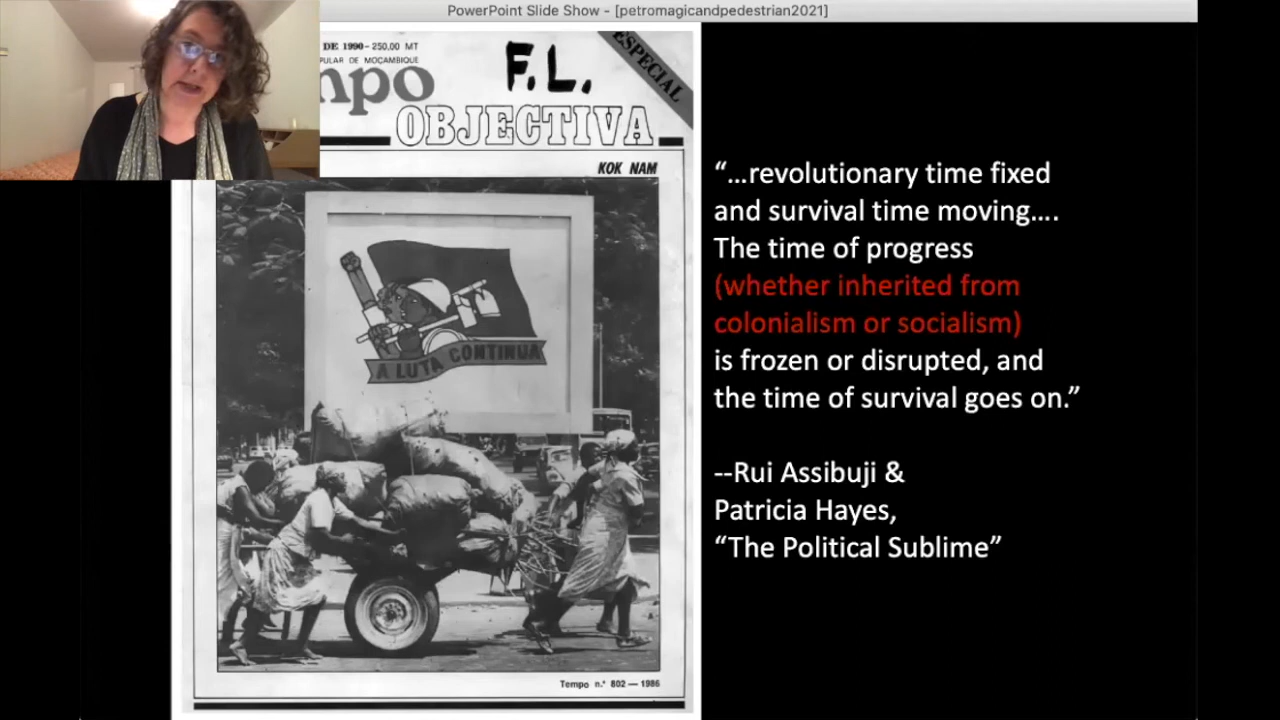 PowerPoint Slide Show - [petromagicandpedestrian2021]
DE 1990 – 250,00 MT
PULAR DE MOÇAMBIQUE
mpo
F.L.
ESPECIAL
OBJECTIVA
KOK NAM
A LUTA CONTINUA
Tempo n.º 802 — 1986
“...revolutionary time fixed
and survival time moving....
The time of progress
(whether inherited from
colonialism or socialism)
is frozen or disrupted, and
the time of survival goes on.”
--Rui Assibuji &
Patricia Hayes,
“The Political Sublime”